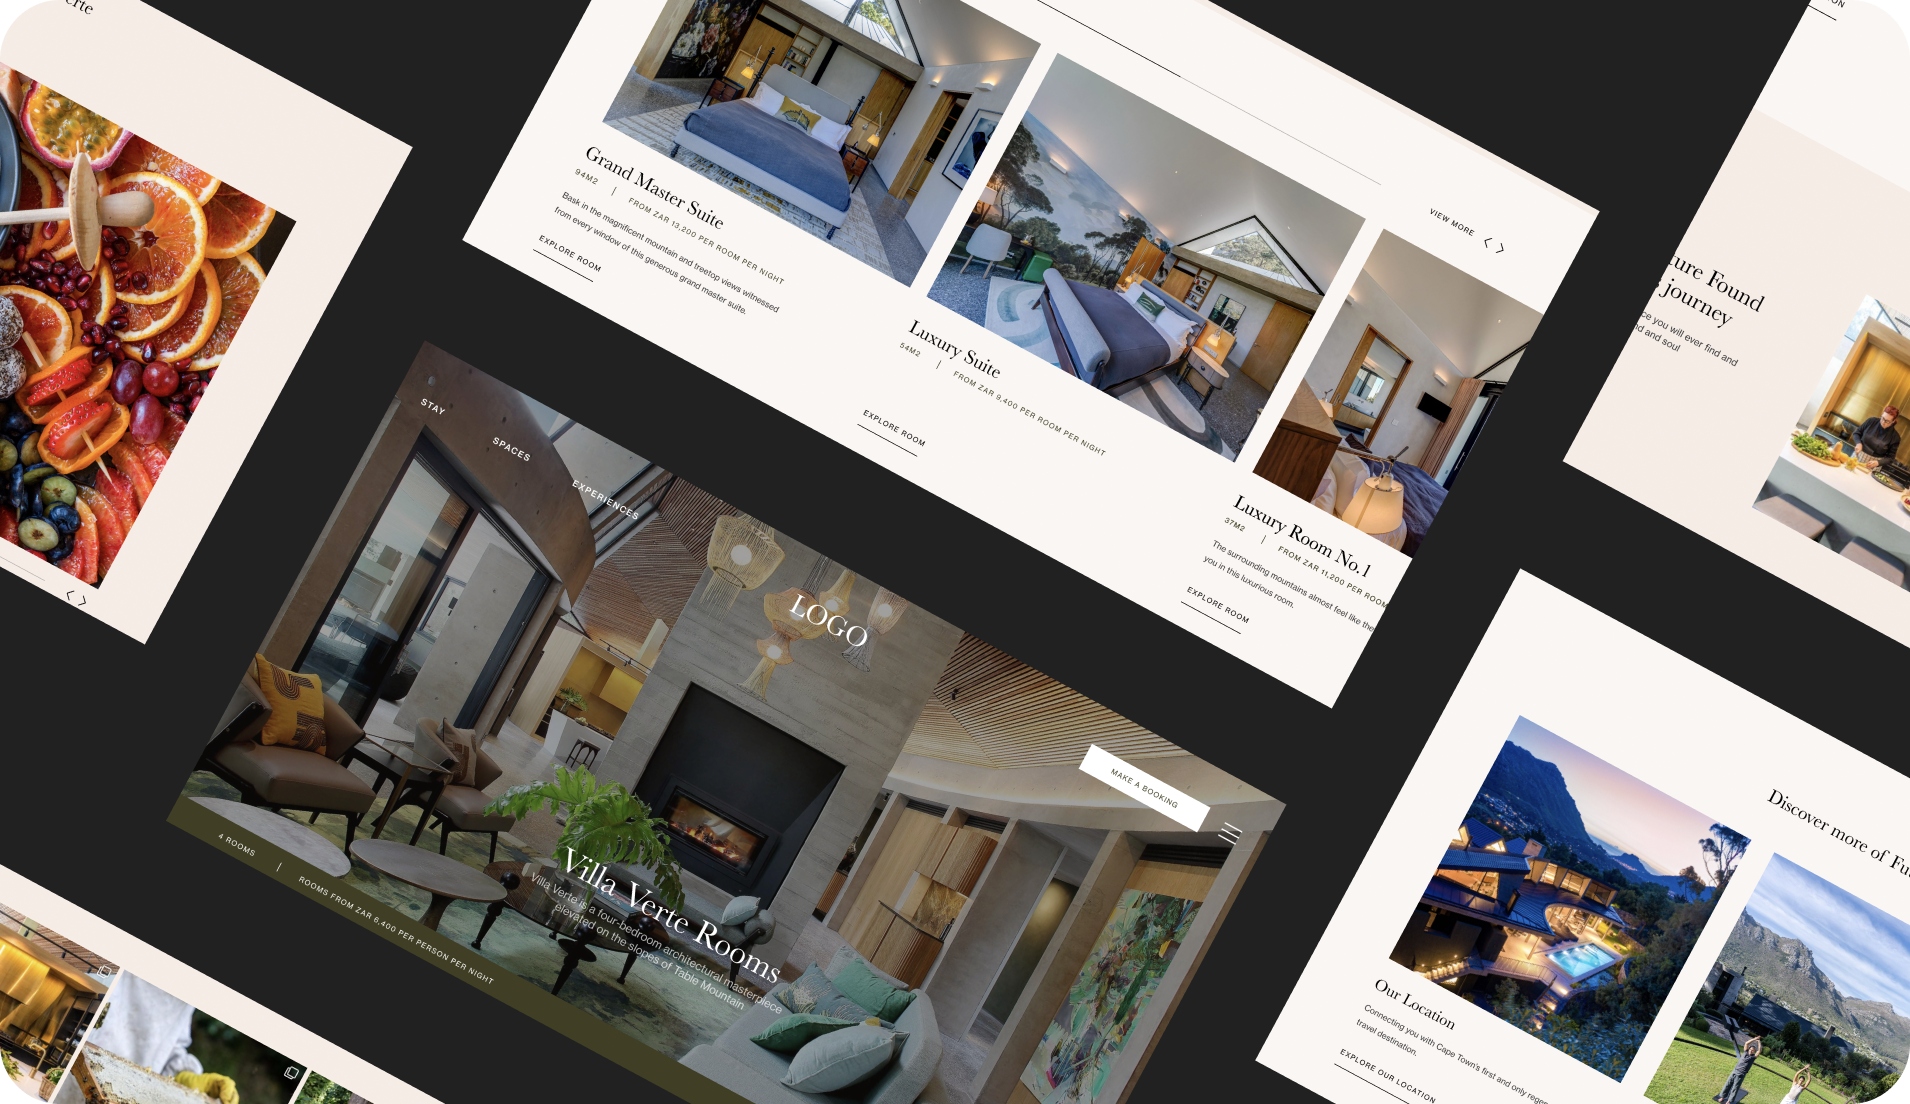 Grand Master Suite
94M2 | FROM ZAR 13,200 PER ROOM PER NIGHT
Bask in the magnificent mountain and treetop views witnessed
from every window of this generous grand master suite.
EXPLORE ROOM
Luxury Suite
54M2 | FROM ZAR 9,400 PER ROOM PER NIGHT
EXPLORE ROOM
Luxury Room No.1
37M2 | FROM ZAR 11,200 PER ROOM
The surrounding mountains almost feel like the
you in this luxurious room.
EXPLORE ROOM
VIEW MORE
Found
journey
you will ever find and
and soul
STAY
SPACES
EXPERIENCES
LOGO
MAKE A BOOKING
Villa Verte Rooms
Villa Verte is a four-bedroom architectural masterpiece
elevated on the slopes of Table Mountain
4 ROOMS | ROOMS FROM ZAR 6,400 PER PERSON PER NIGHT
Discover more of
Our Location
Connecting you with Cape Town's first and only
travel destination.
EXPLORE OUR LOCATION